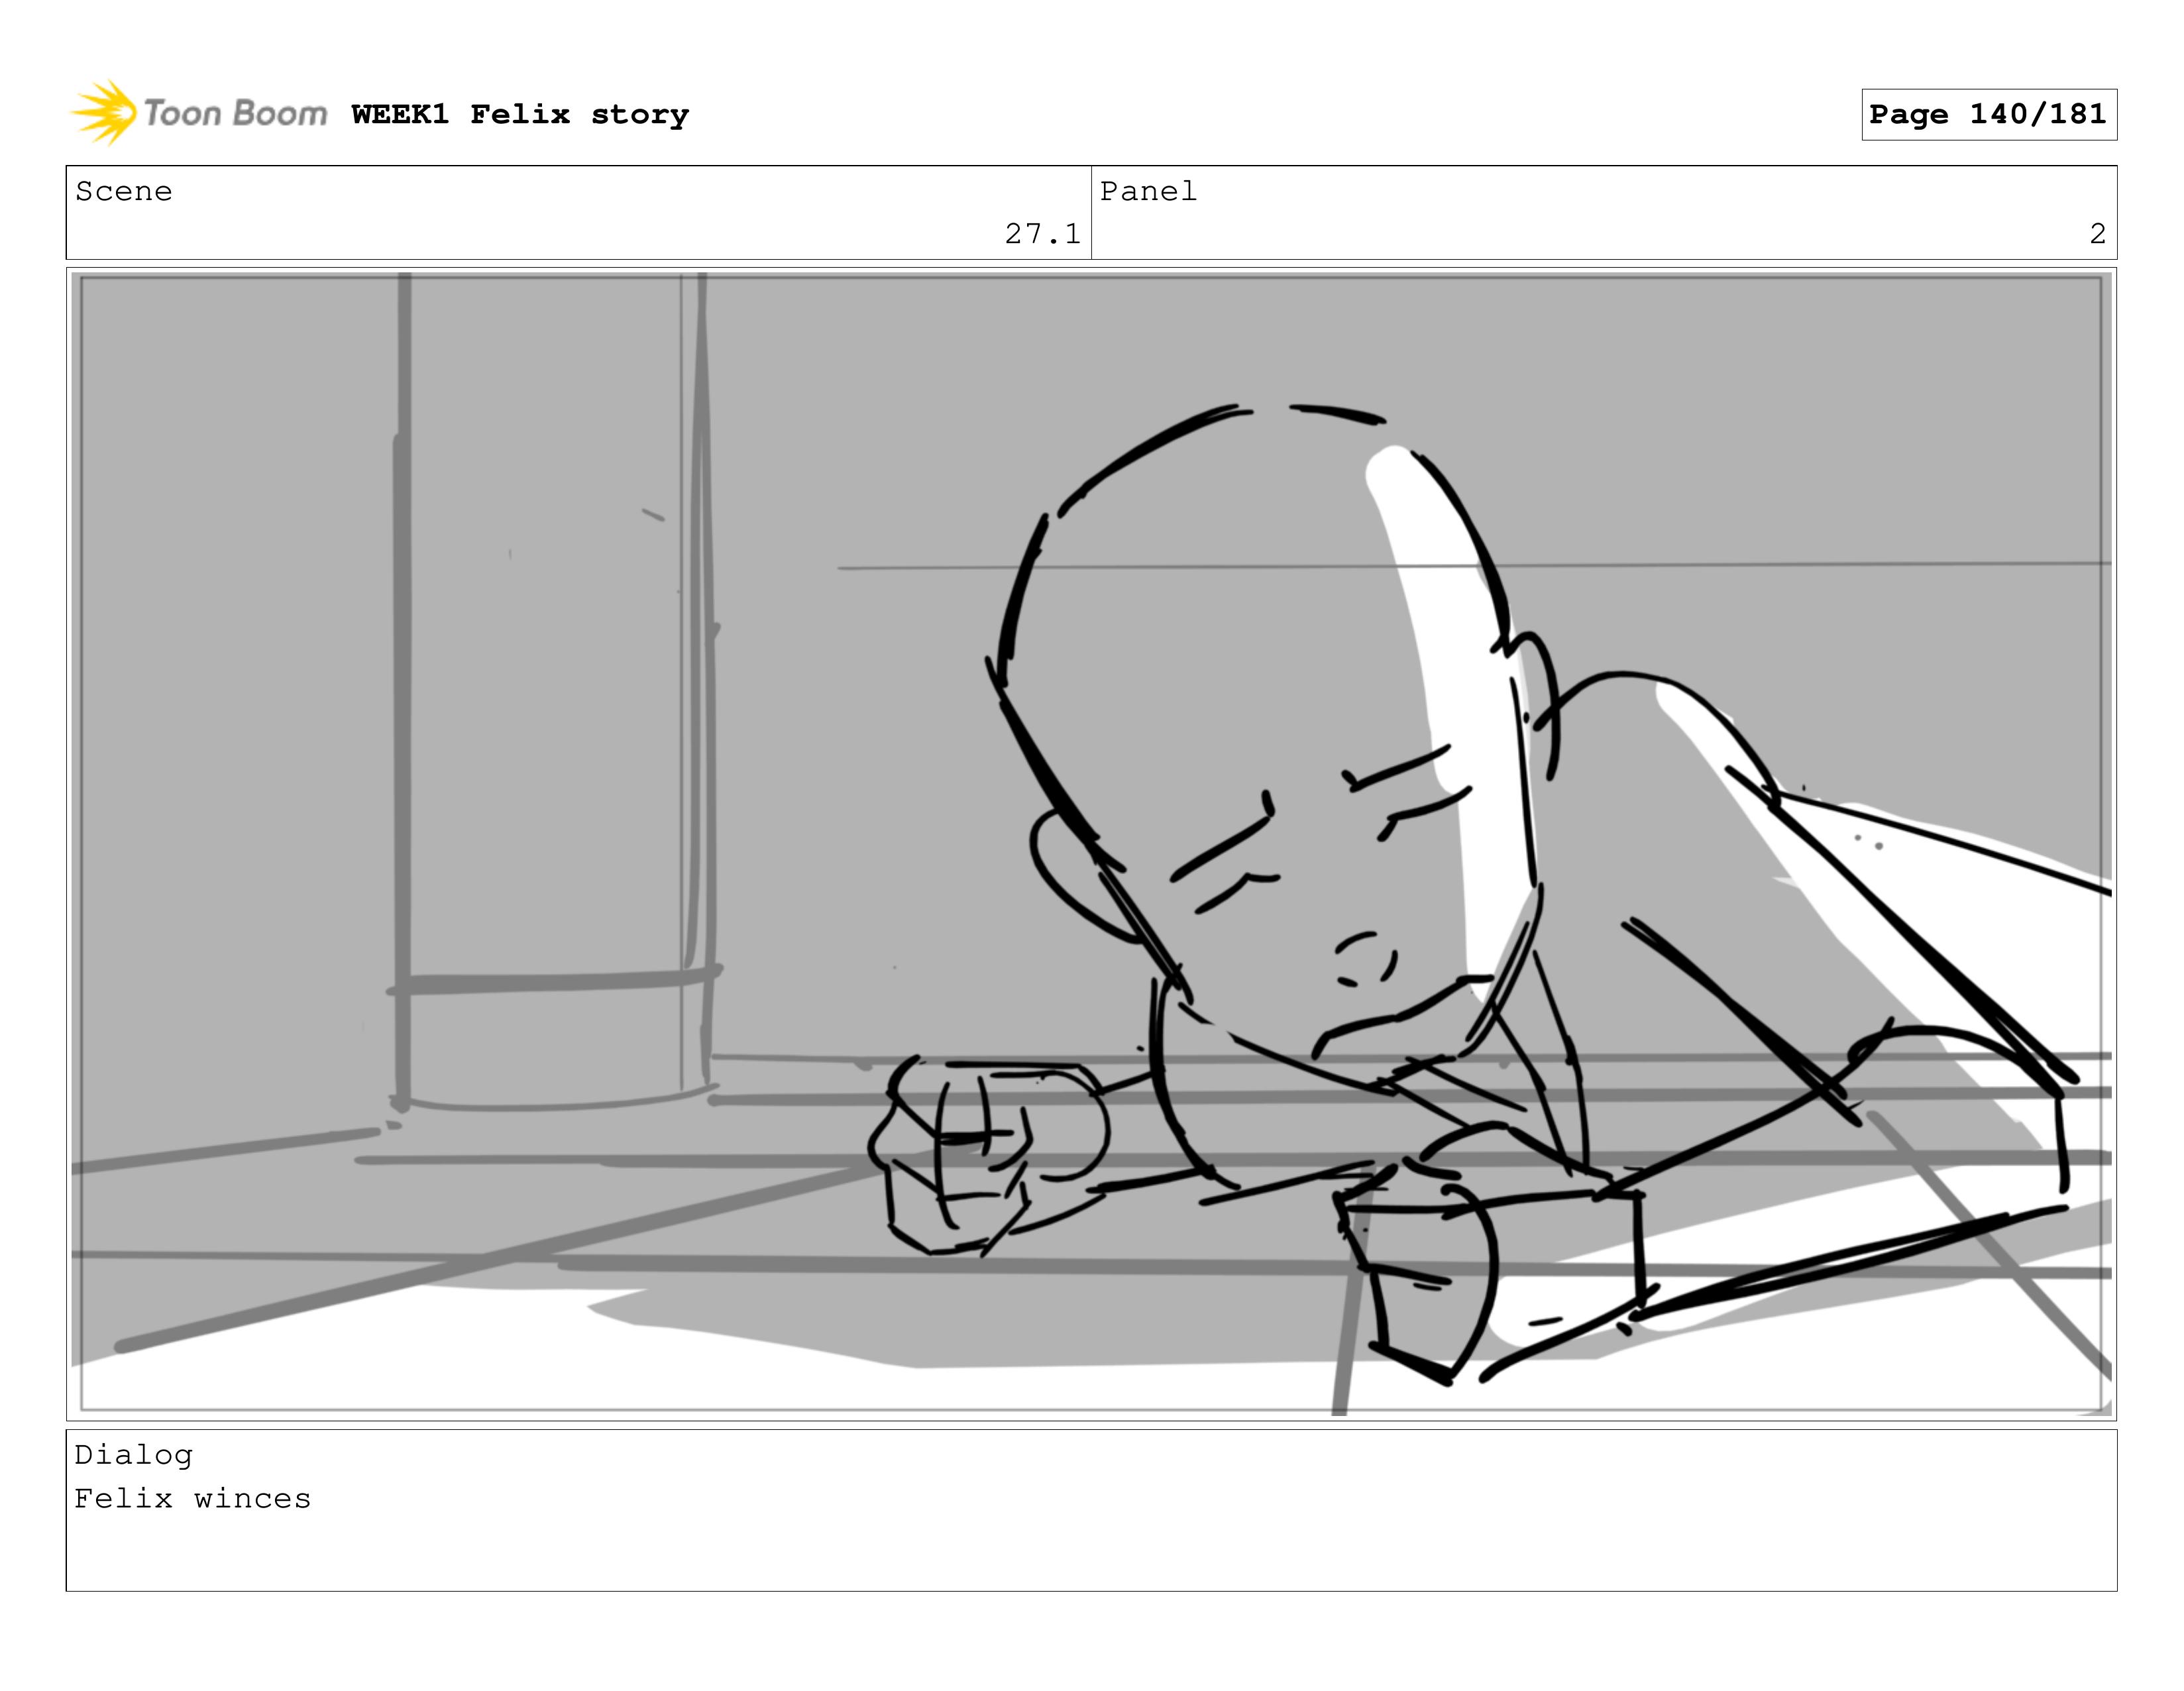 Toon Boom WEEK1 Felix story
Page 140/181
Scene
27.1
Panel
2
Dialog
Felix winces